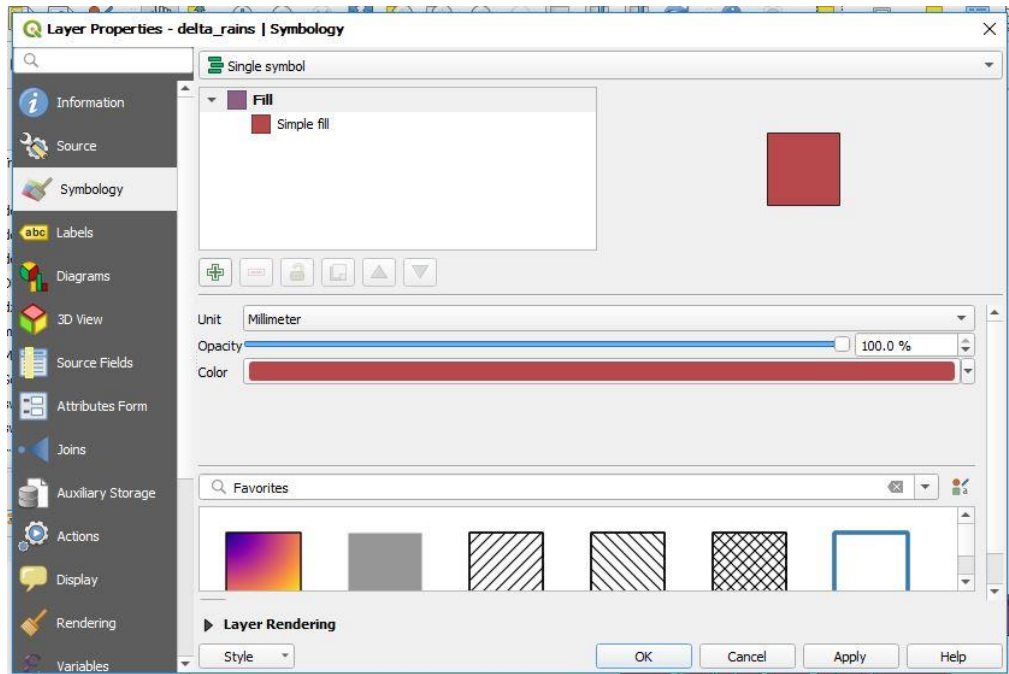 Layer Properties - delta_rains | Symbology
Single symbol
Information
Source
Symbology
abc Labels
Diagrams
3D View
Source Fields
Attributes Form
Joins
Auxiliary Storage
Actions
Display
Rendering
Variables
Fill
Simple fill
Unit Millimeter
Opacity 100.0 %
Color
Favorites
Layer Rendering
Style OK Cancel Apply Help